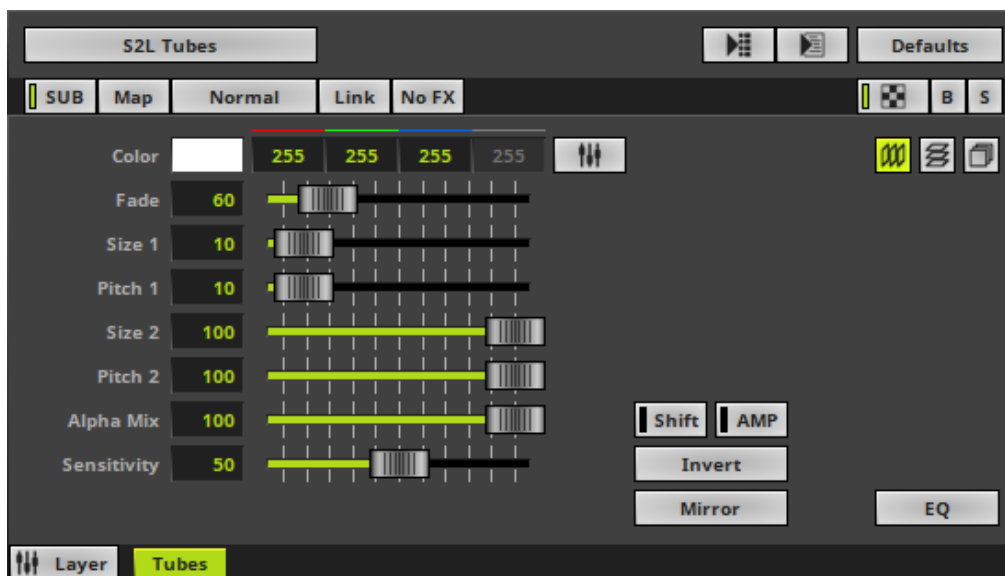 S2L Tubes Defaults
SUB Map Normal Link No FX B S
Color 255 255 255 255
Fade 60
Size 1 10
Pitch 1 10
Size 2 100
Pitch 2 100
Alpha Mix 100 Shift AMP
Sensitivity 50 Invert
Mirror EQ
Layer Tubes